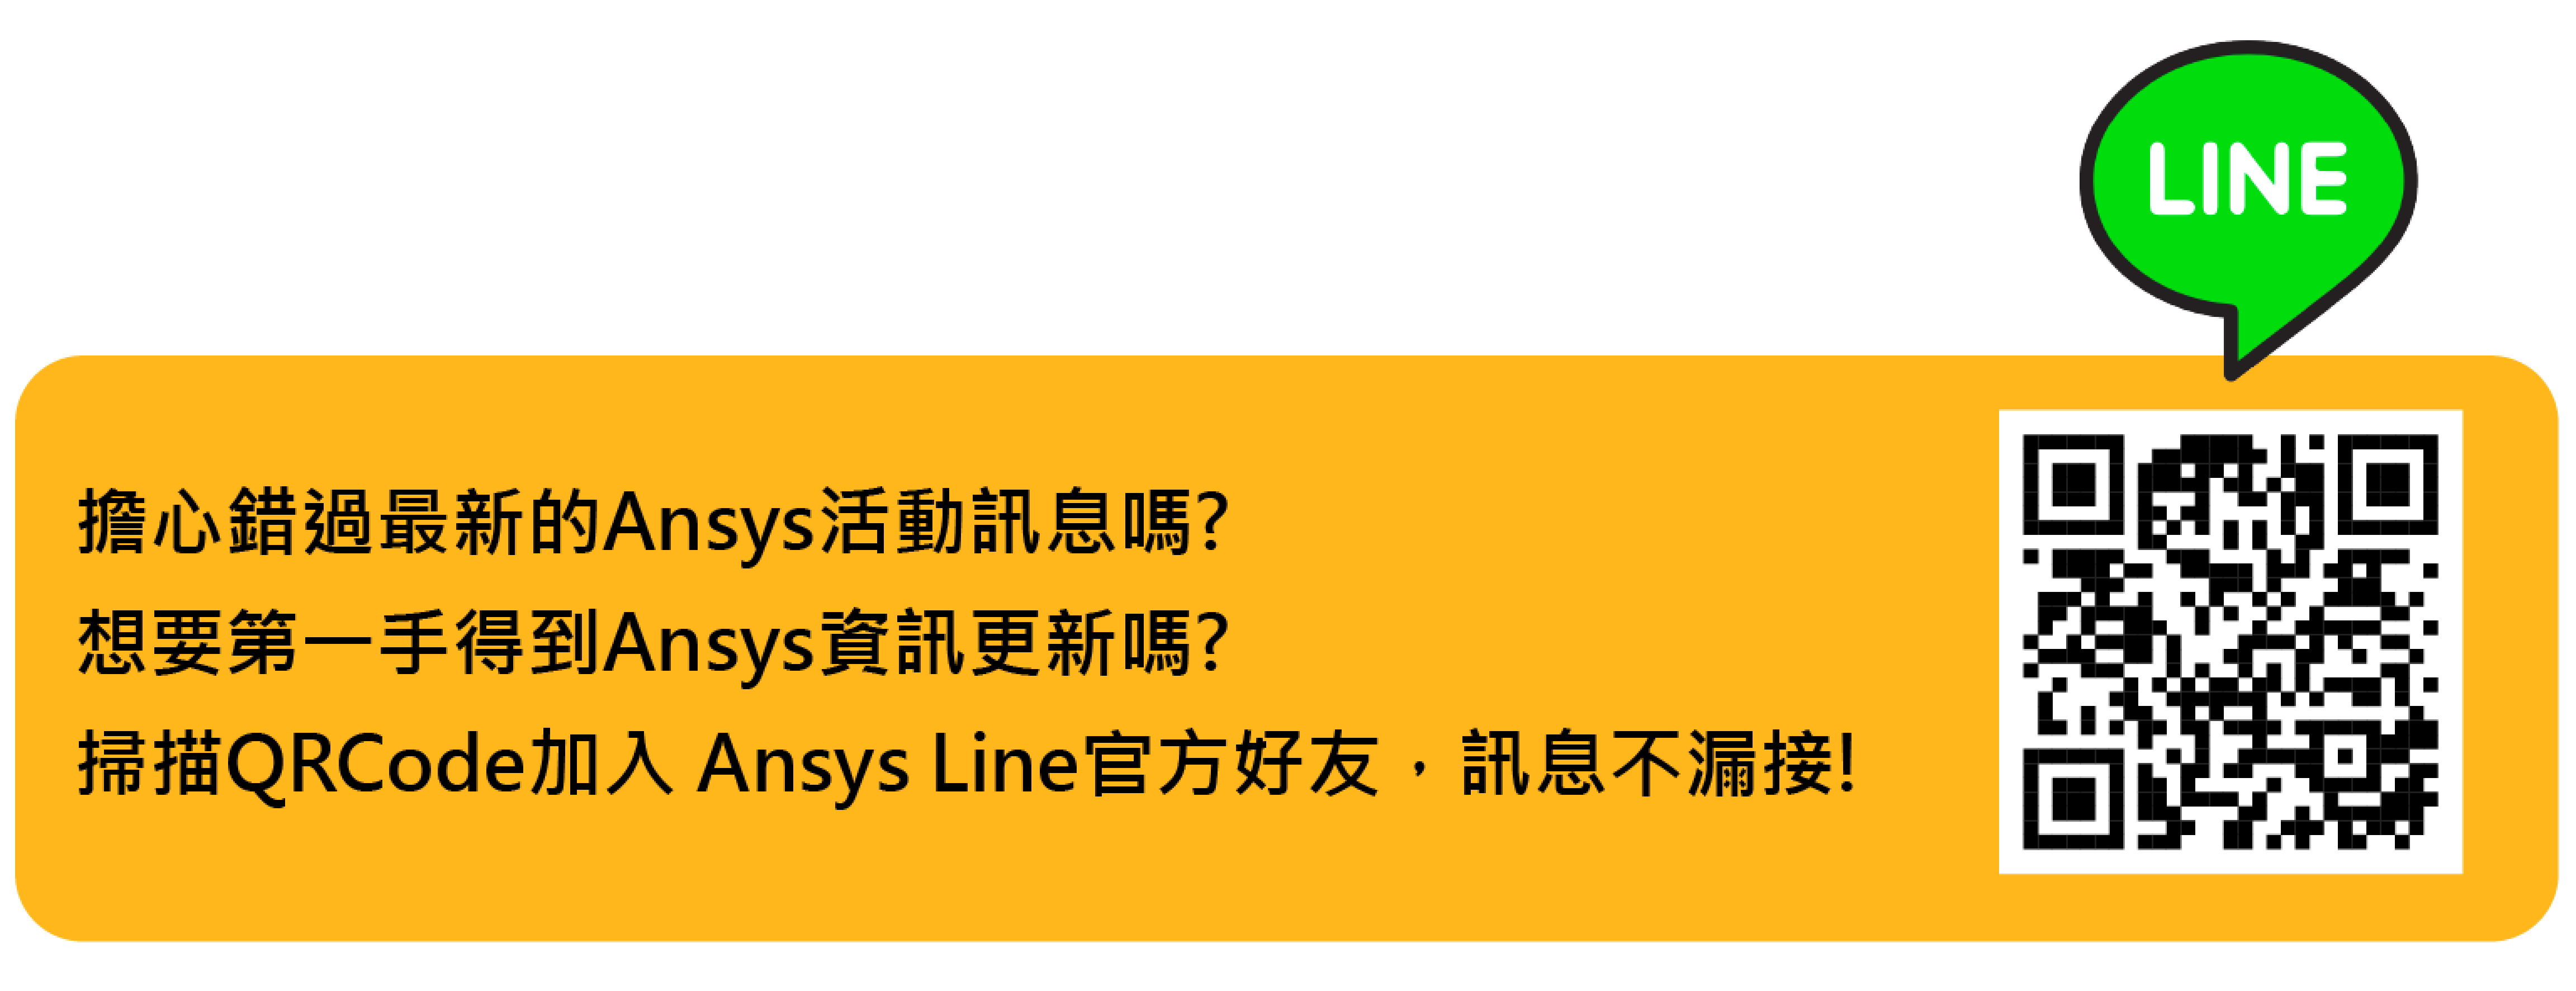 LINE
擔心錯過最新的Ansys活動訊息嗎?
想要第一手得到Ansys資訊更新嗎?
掃描QRCode加入 Ansys Line官方好友，訊息不漏接!